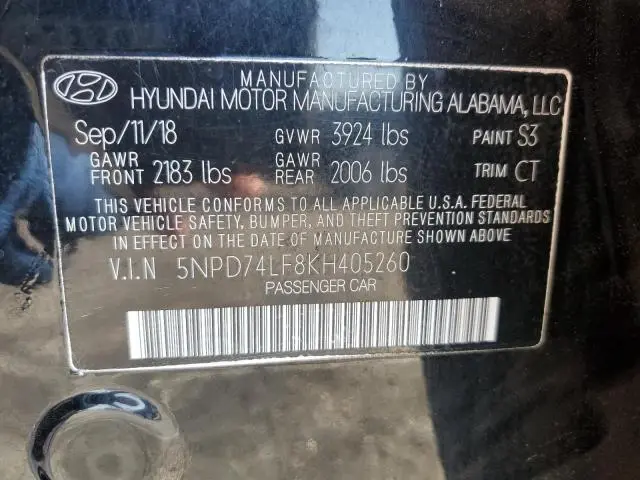 MANUFACTURED BY
HYUNDAI MOTOR MANUFACTURING ALABAMA, LLC
Sep/11/18 GVWR 3924 lbs PAINT S3
GAWR FRONT 2183 lbs GAWR REAR 2006 lbs TRIM CT
THIS VEHICLE CONFORMS TO ALL APPLICABLE U.S.A. FEDERAL
MOTOR VEHICLE SAFETY, BUMPER, AND THEFT PREVENTION STANDARDS
IN EFFECT ON THE DATE OF MANUFACTURE SHOWN ABOVE.
V.I.N 5NPD74LF8KH405260
PASSENGER CAR